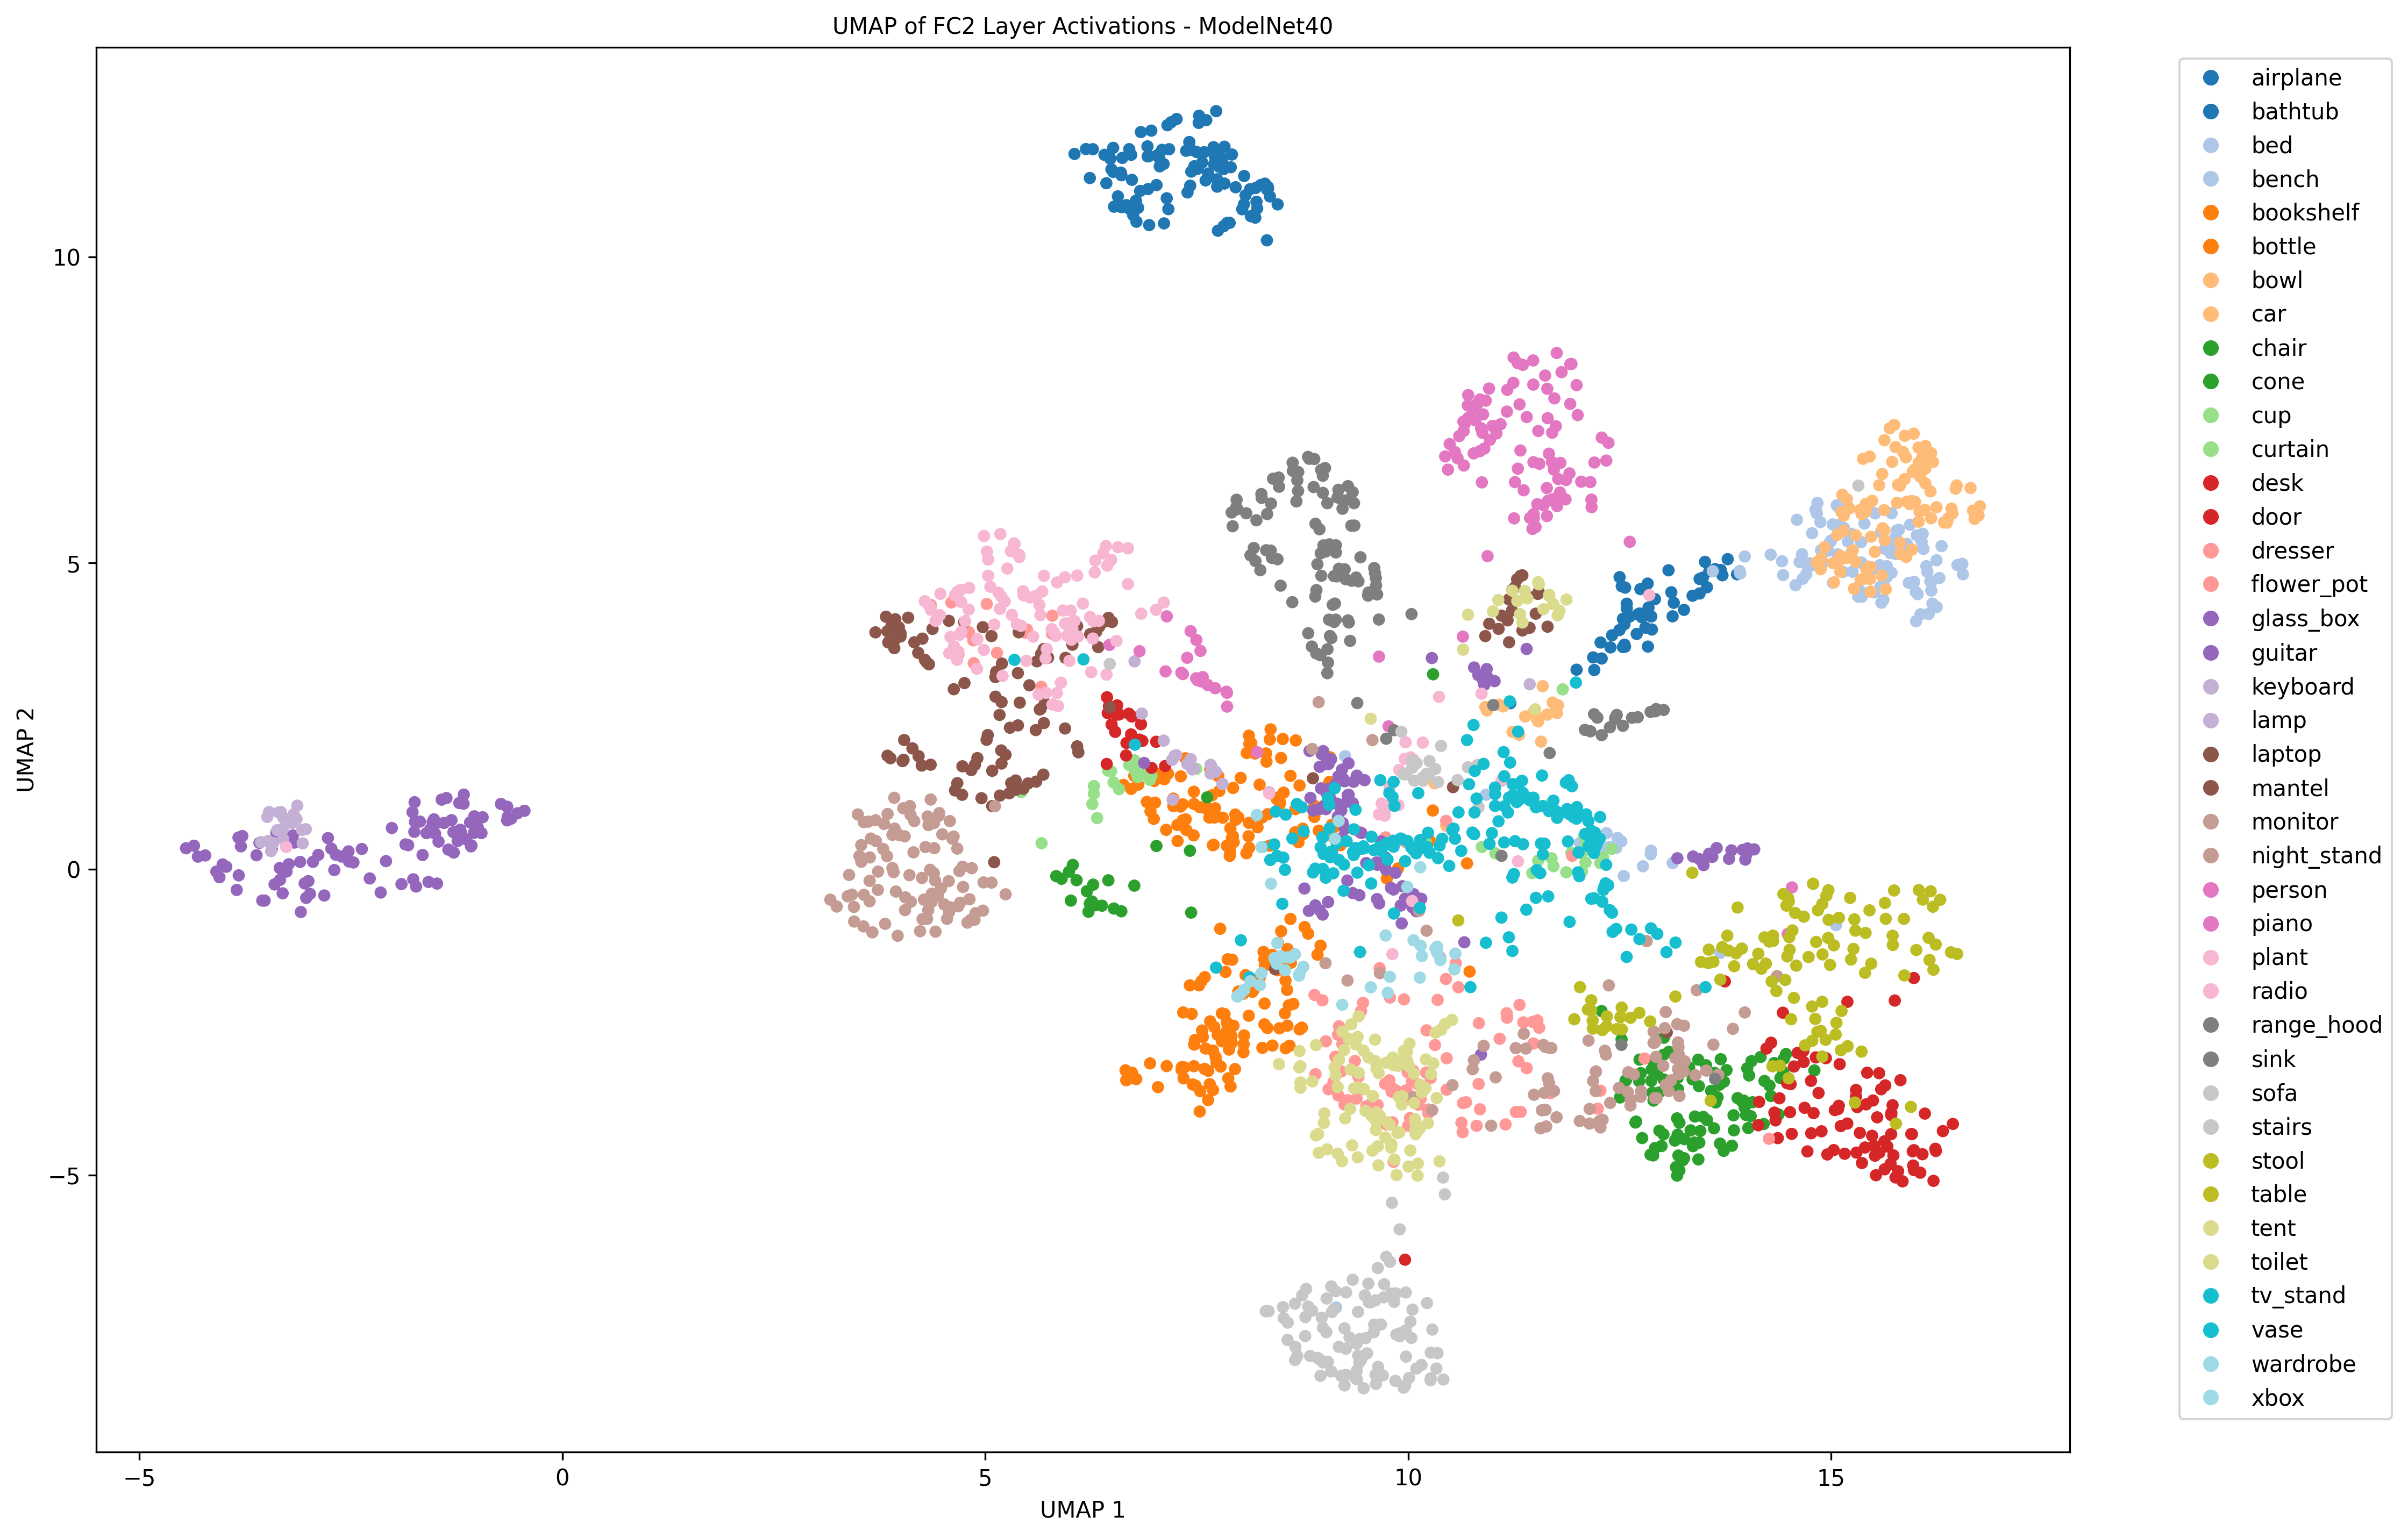 UMAP of FC2 Layer Activations - ModelNet40
10
5
0
−5
UMAP 2
−5
0
5
10
15
UMAP 1
airplane
bathtub
bed
bench
bookshelf
bottle
bowl
car
chair
cone
cup
curtain
desk
door
dresser
flower_pot
glass_box
guitar
keyboard
lamp
laptop
mantel
monitor
night_stand
person
piano
plant
radio
range_hood
sink
sofa
stairs
stool
table
tent
toilet
tv_stand
vase
wardrobe
xbox